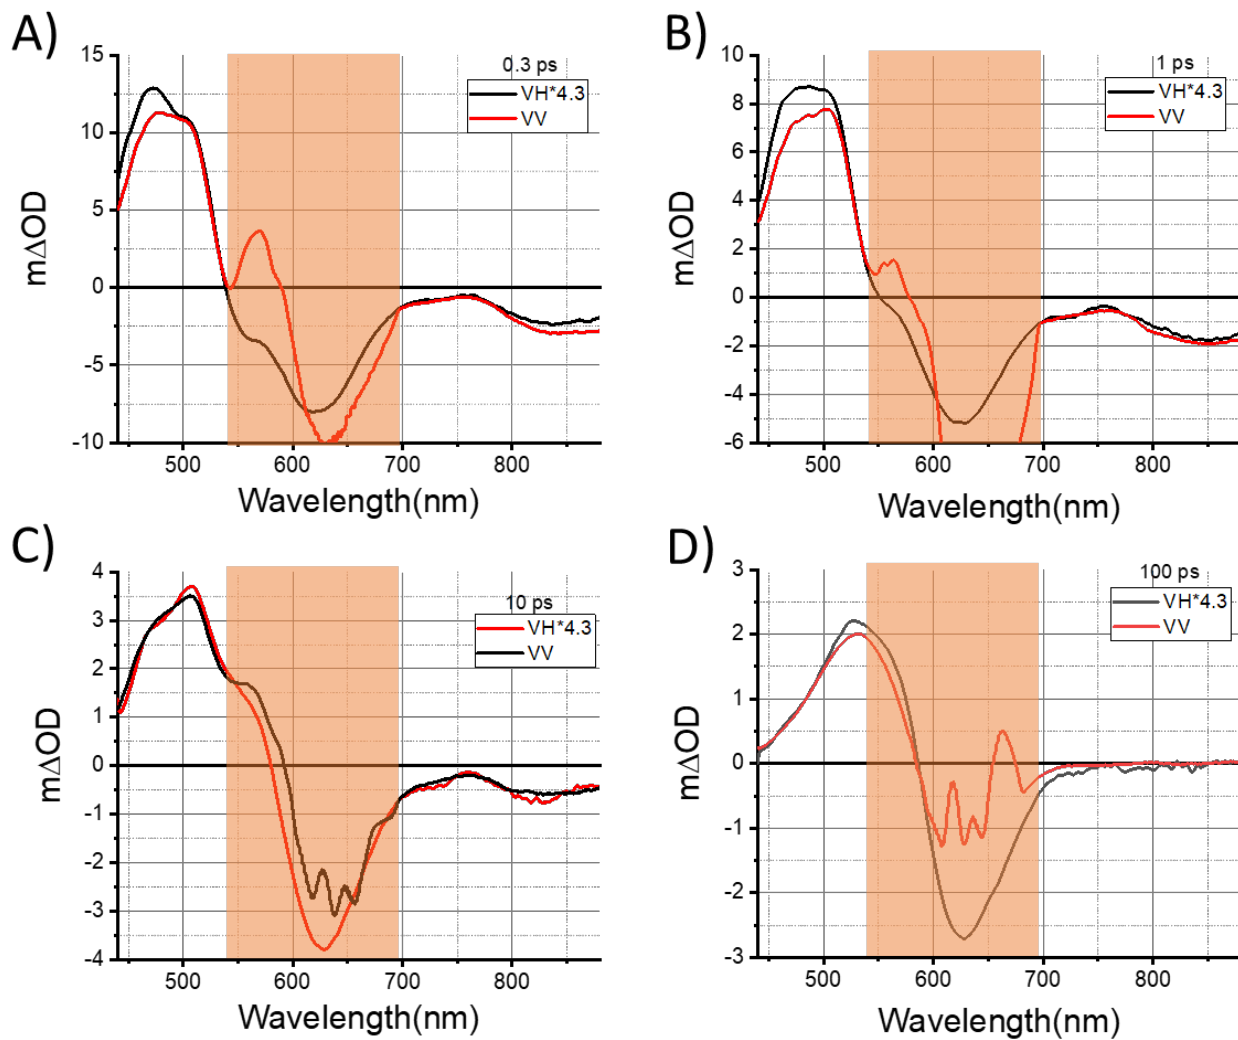 A)
0.3 ps
VH*4.3
VV
15
10
5
0
-5
-10
m∆OD
500 600 700 800
Wavelength(nm)
B)
1 ps
VH*4.3
VV
10
8
6
4
2
0
-2
-4
-6
m∆OD
500 600 700 800
Wavelength(nm)
C)
10 ps
VH*4.3
VV
4
3
2
1
0
-1
-2
-3
-4
m∆OD
500 600 700 800
Wavelength(nm)
D)
100 ps
VH*4.3
VV
3
2
1
0
-1
-2
-3
m∆OD
500 600 700 800
Wavelength(nm)